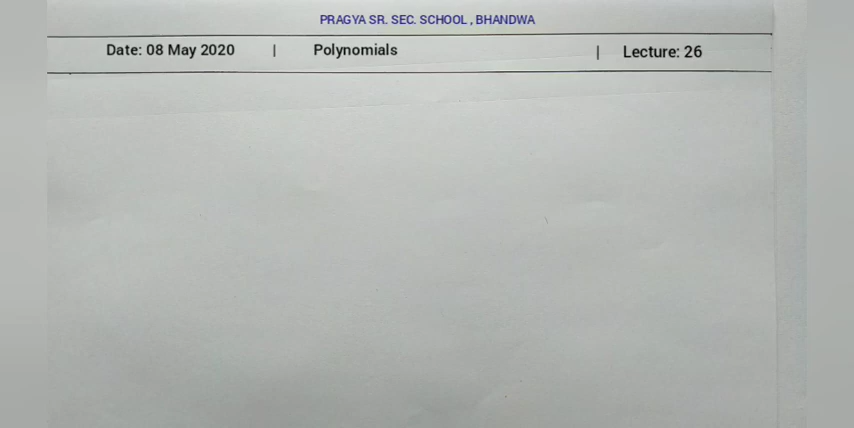 PRAGYA SR. SEC. SCHOOL , BHANDWA
Date: 08 May 2020 | Polynomials | Lecture: 26